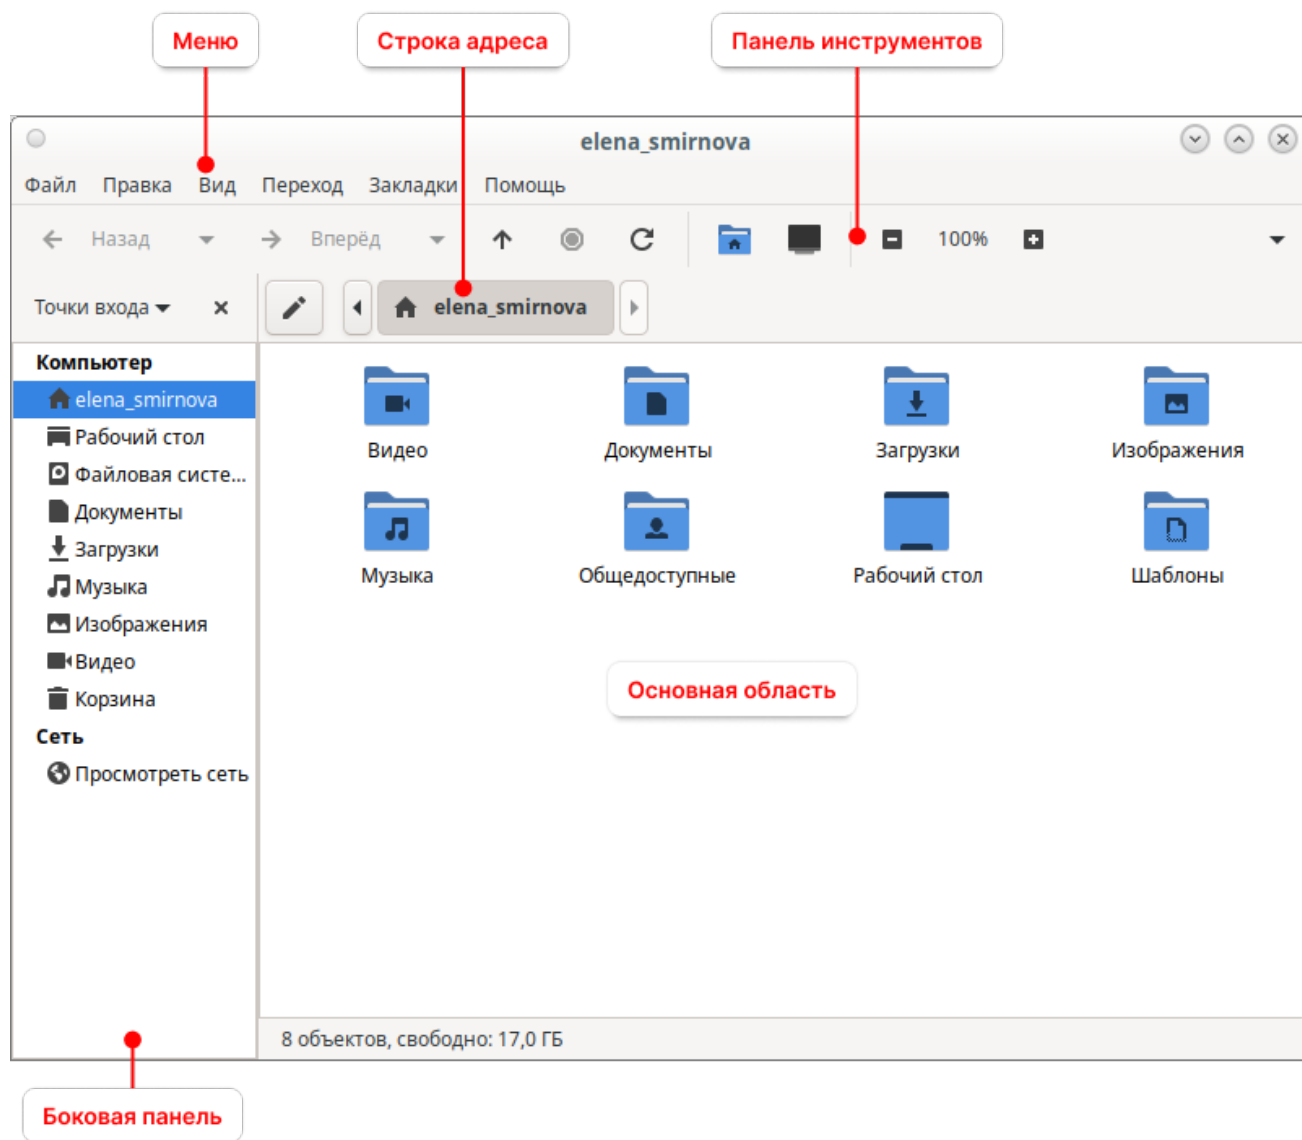 Меню
Строка адреса
Панель инструментов
elena_smirnova
Файл Правка Вид Переход Закладки Помощь
Назад Вперёд 100%
Точки входа elena_smirnova
Компьютер
elena_smirnova
Рабочий стол
Файловая систе...
Документы
Загрузки
Музыка
Изображения
Видео
Корзина
Сеть
Просмотреть сеть
Видео Документы Загрузки Изображения
Музыка Общедоступные Рабочий стол Шаблоны
Основная область
8 объектов, свободно: 17,0 ГБ
Боковая панель